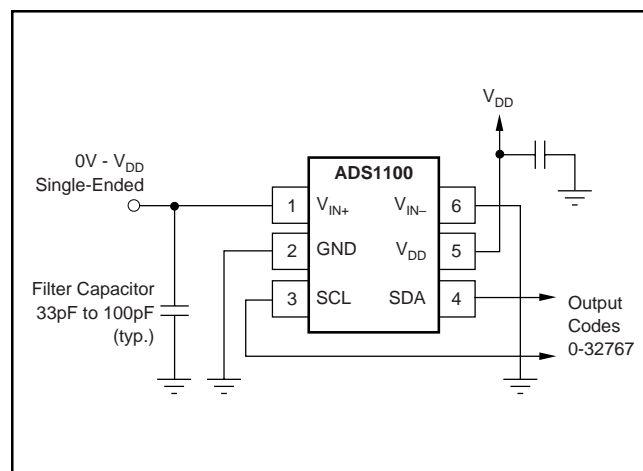 V_DD
0V - V_DD
Single-Ended
ADS1100
1 V_IN+ V_IN– 6
2 GND V_DD 5
3 SCL SDA 4
Filter Capacitor
33pF to 100pF
(typ.)
Output
Codes
0-32767